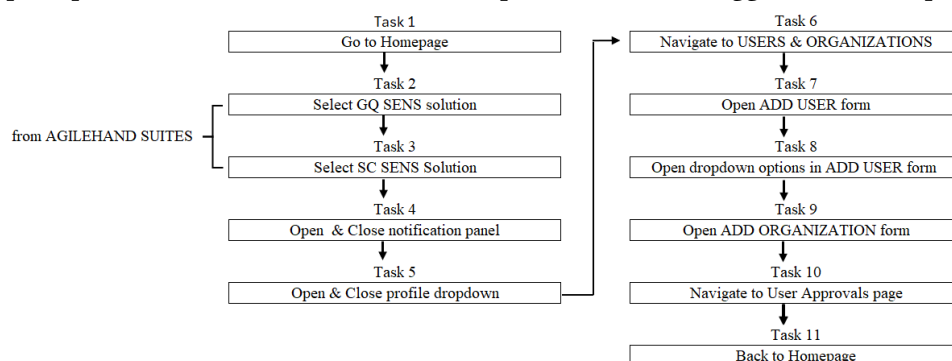 Task 1
Go to Homepage
Task 2
Select GQ SENS solution
from AGILEHAND SUITES
Task 3
Select SC SENS Solution
Task 4
Open & Close notification panel
Task 5
Open & Close profile dropdown
Task 6
Navigate to USERS & ORGANIZATIONS
Task 7
Open ADD USER form
Task 8
Open dropdown options in ADD USER form
Task 9
Open ADD ORGANIZATION form
Task 10
Navigate to User Approvals page
Task 11
Back to Homepage